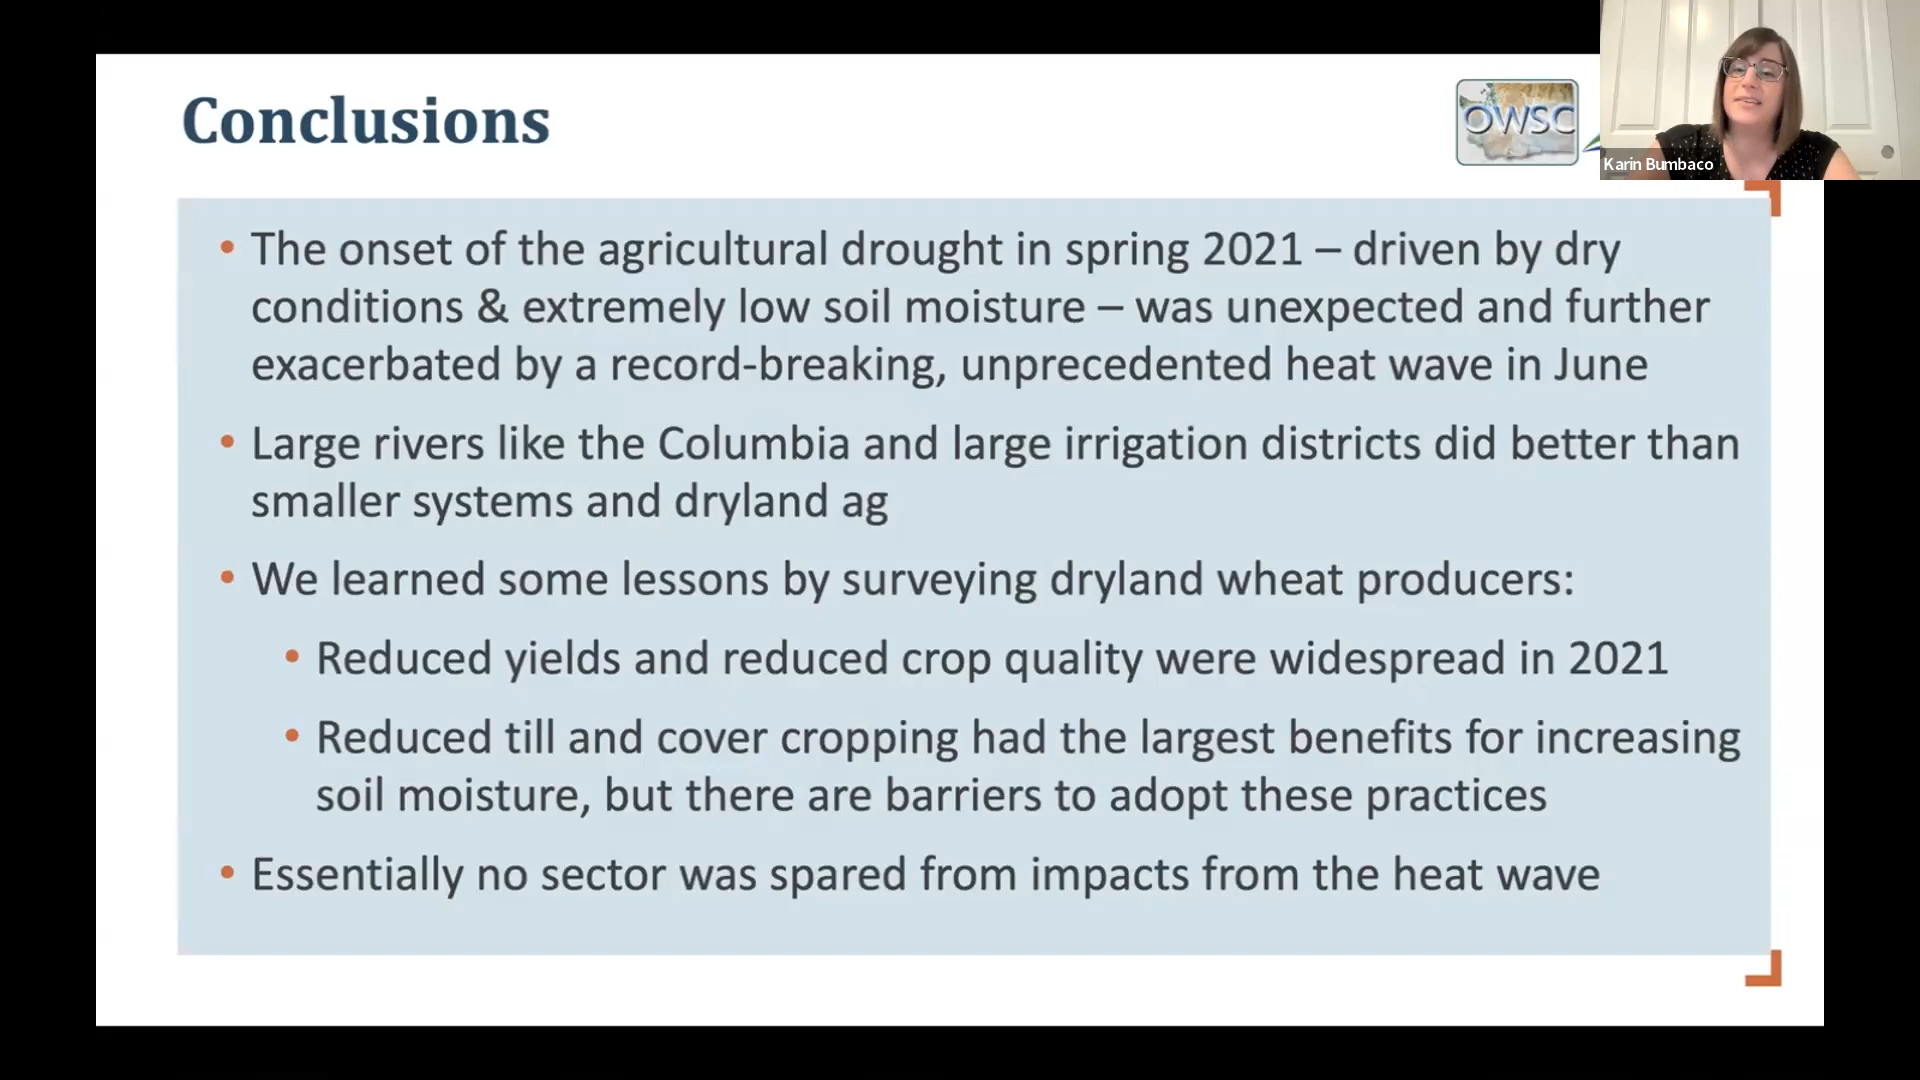 Conclusions
OWSC
Karin Bumbaco
• The onset of the agricultural drought in spring 2021 – driven by dry
conditions & extremely low soil moisture – was unexpected and further
exacerbated by a record-breaking, unprecedented heat wave in June
• Large rivers like the Columbia and large irrigation districts did better than
smaller systems and dryland ag
• We learned some lessons by surveying dryland wheat producers:
• Reduced yields and reduced crop quality were widespread in 2021
• Reduced till and cover cropping had the largest benefits for increasing
soil moisture, but there are barriers to adopt these practices
• Essentially no sector was spared from impacts from the heat wave